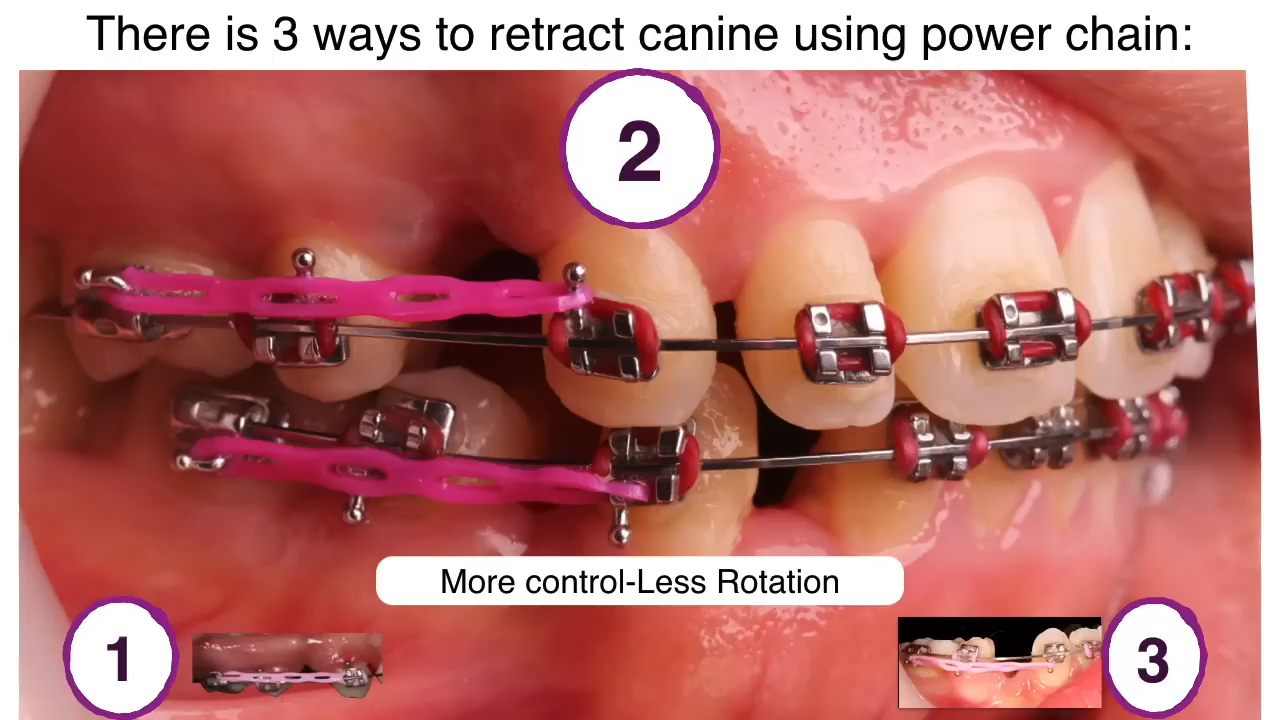 There is 3 ways to retract canine using power chain:
2
More control-Less Rotation
1
3